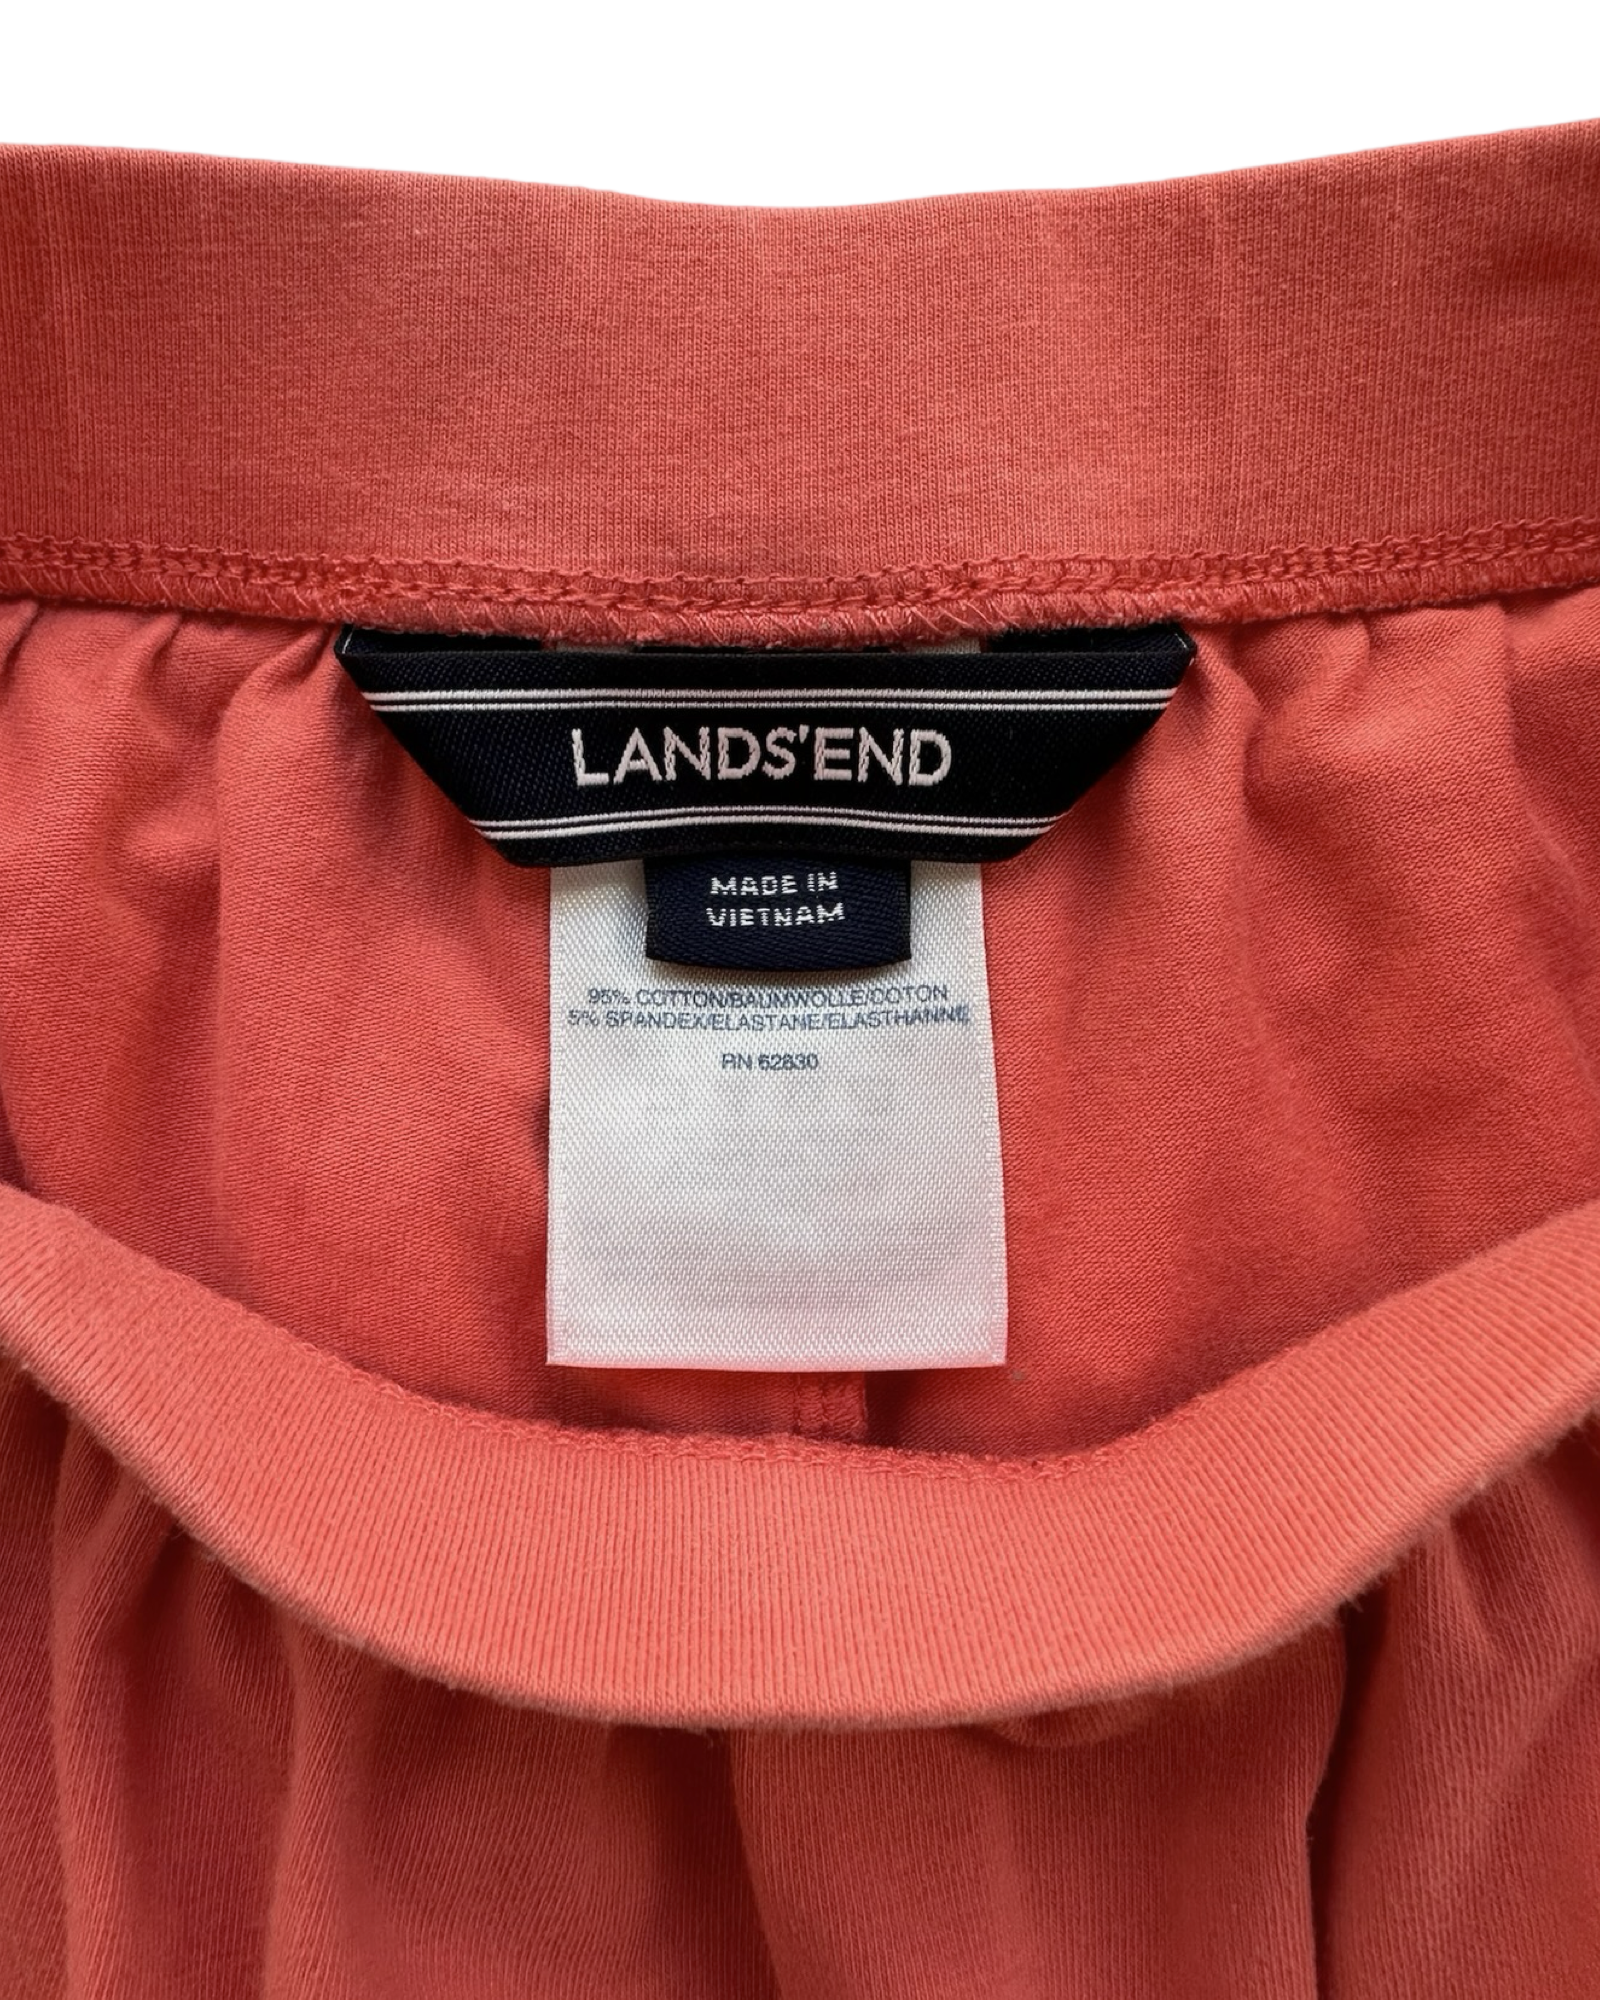 LANDS'END
MADE IN
VIETNAM
95% COTTON/BAUMWOLLE/COTON
5% SPANDEX/ELASTANE/ELASTHANNE
RN 62830